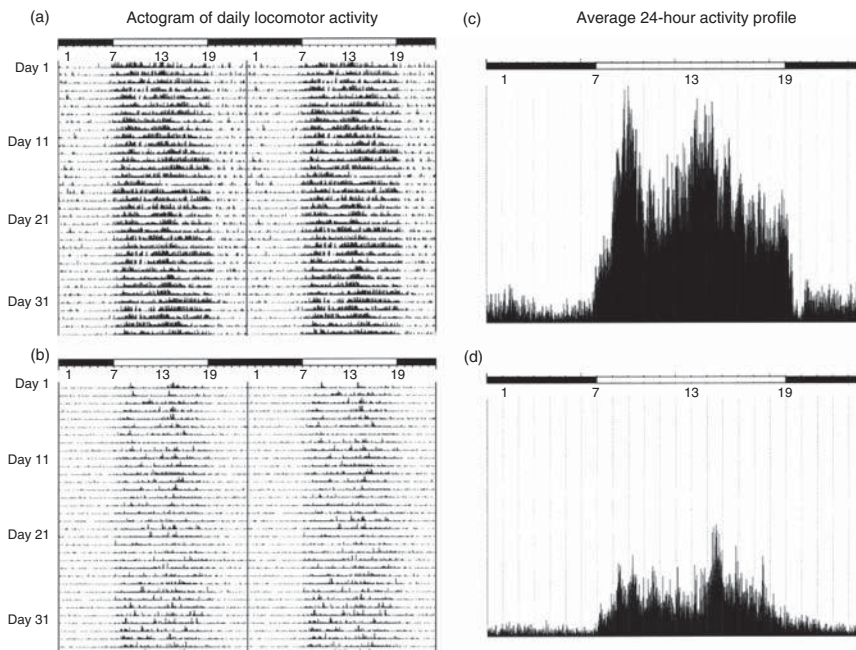 (a) Actogram of daily locomotor activity
1 7 13 19 1 7 13 19
Day 1
Day 11
Day 21
Day 31
(b)
1 7 13 19 1 7 13 19
Day 1
Day 11
Day 21
Day 31
(c) Average 24-hour activity profile
1 7 13 19
(d)
1 7 13 19